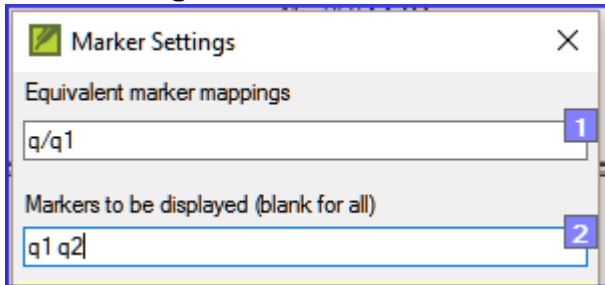 Marker Settings
Equivalent marker mappings
1
q/q1
Markers to be displayed (blank for all)
2
q1 q2